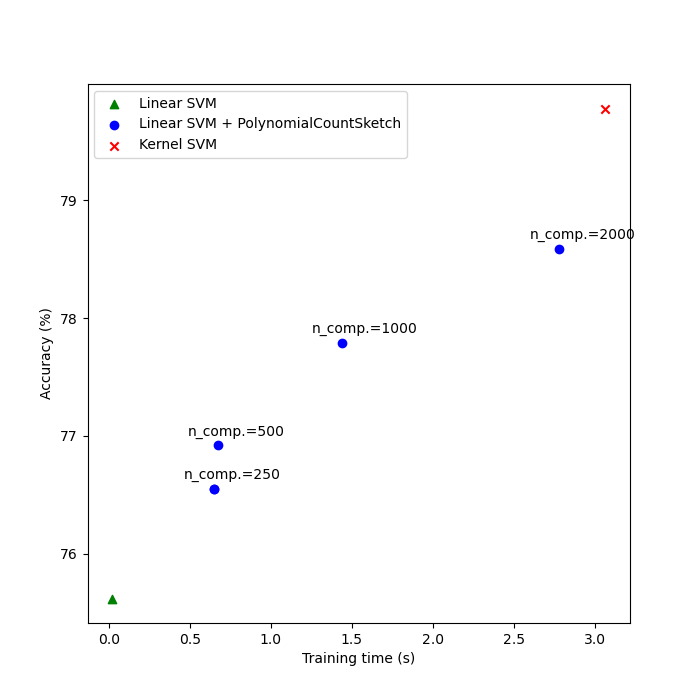 Linear SVM
Linear SVM + PolynomialCountSketch
Kernel SVM
79
n_comp.=2000
78
n_comp.=1000
Accuracy (%)
77
n_comp.=500
n_comp.=250
76
0.0 0.5 1.0 1.5 2.0 2.5 3.0
Training time (s)